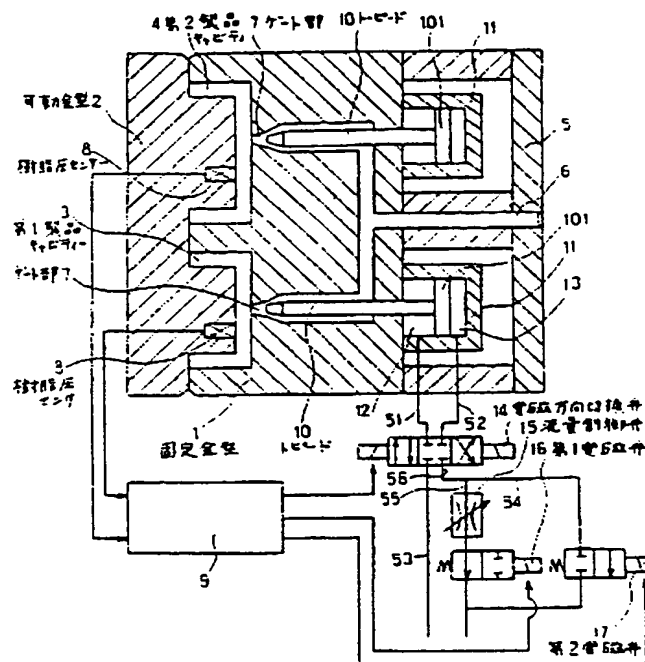 4 第2製品
キャビティ
7 ゲート部
10 トーピード
101
11
可動金型2
5
8
樹脂圧センサ
6
3
第1製品
キャビティー
101
11
ゲート部7
13
8
樹脂圧
センサ
12
51
52
14 電磁方向切換弁
15 流量制御弁
16 第1電磁弁
1
固定金型
10
トーピード
56
55
54
53
9
17
第2電磁弁